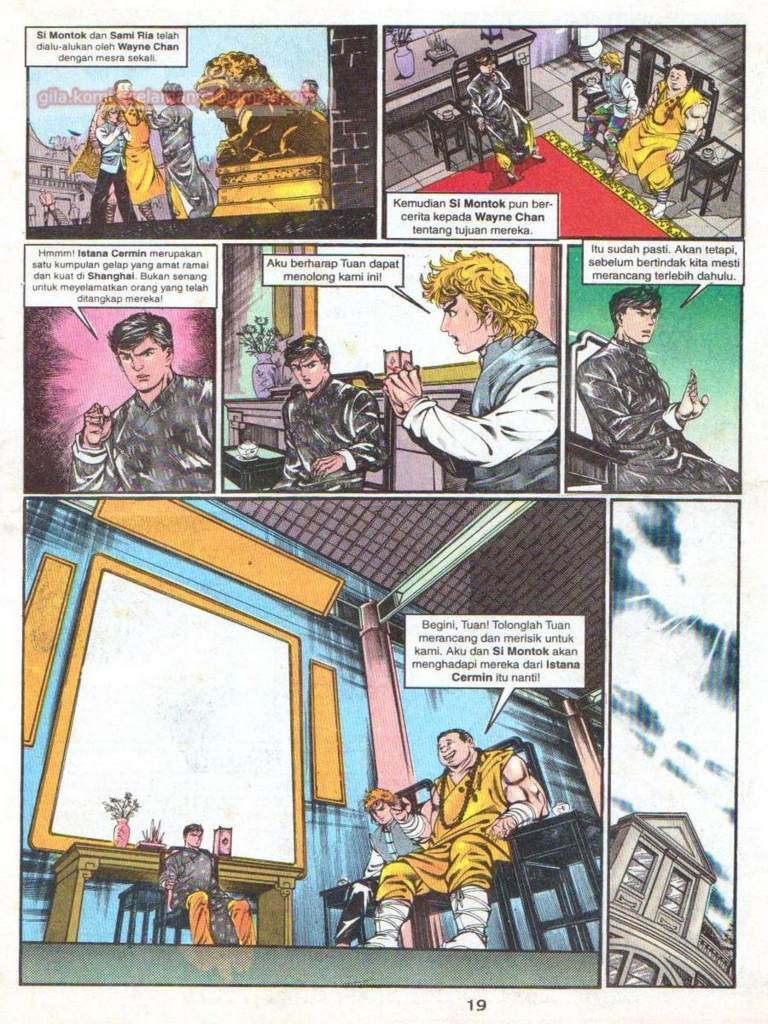 Si Montok dan Sami Ria telah
dialu-alukan oleh Wayne Chan
dengan mesra sekali.
Kemudian Si Montok pun ber-
cerita kepada Wayne Chan
tentang tujuan mereka.
Hmmm! Istana Cermin merupakan
satu kumpulan gelap yang amat ramai
dan kuat di Shanghai. Bukan senang
untuk meyelamatkan orang yang telah
ditangkap mereka!
Aku berharap Tuan dapat
menolong kami ini!
Itu sudah pasti. Akan tetapi,
sebelum bertindak kita mesti
merancang terlebih dahulu.
Begini, Tuan! Tolonglah Tuan
merancang dan merisik untuk
kami. Aku dan Si Montok akan
menghadapi mereka dari Istana
Cermin itu nanti!
19